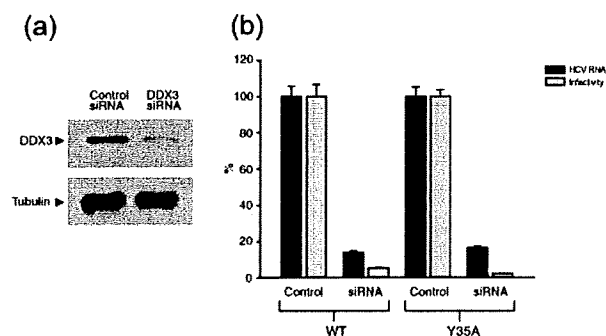 (a)
Control siRNA
DDX3 siRNA
DDX3
Tubulin
(b)
120
100
80
60
40
20
0
%
HCV RNA
Infectivity
Control
siRNA
Control
siRNA
WT
Y35A